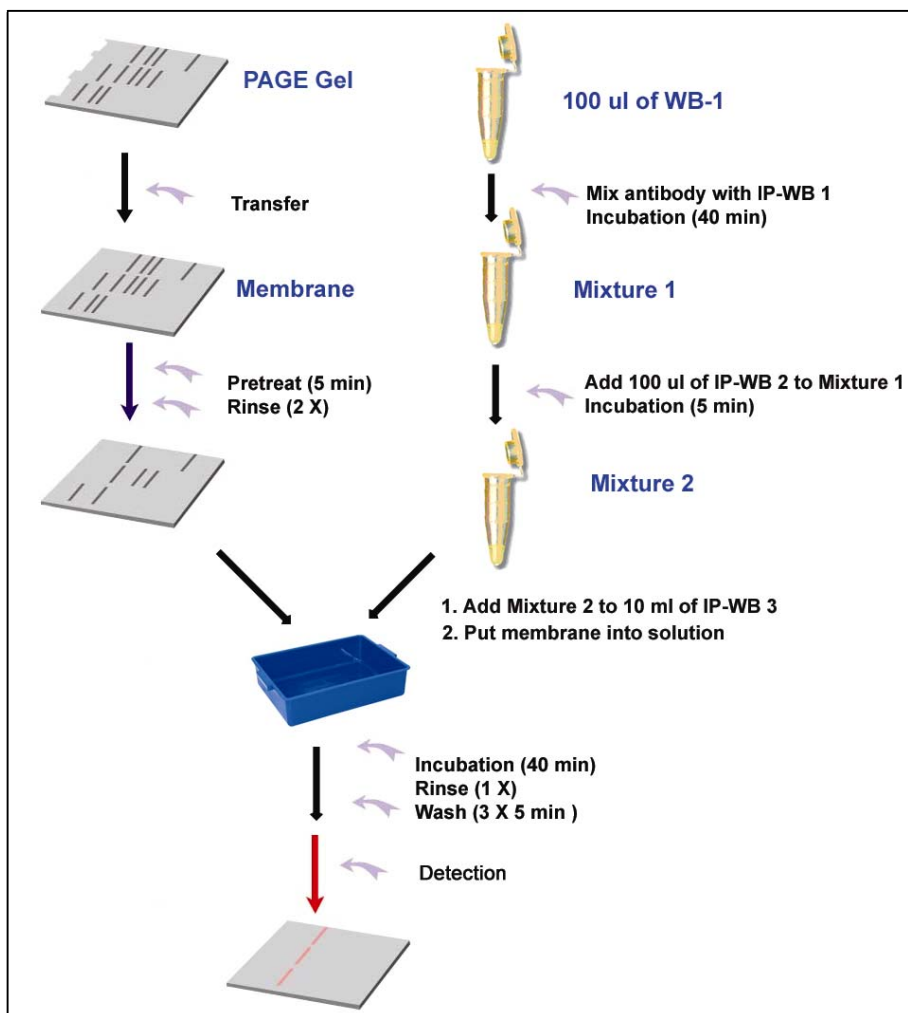 PAGE Gel
Transfer
Membrane
Pretreat (5 min)
Rinse (2 X)
100 ul of WB-1
Mix antibody with IP-WB 1
Incubation (40 min)
Mixture 1
Add 100 ul of IP-WB 2 to Mixture 1
Incubation (5 min)
Mixture 2
1. Add Mixture 2 to 10 ml of IP-WB 3
2. Put membrane into solution
Incubation (40 min)
Rinse (1 X)
Wash (3 X 5 min )
Detection